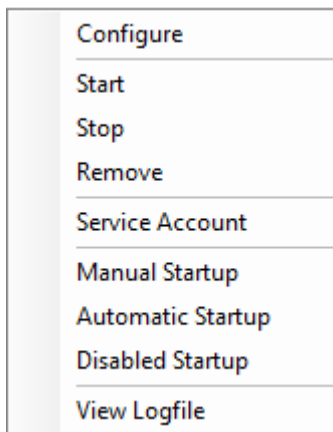 Configure
Start
Stop
Remove
Service Account
Manual Startup
Automatic Startup
Disabled Startup
View Logfile